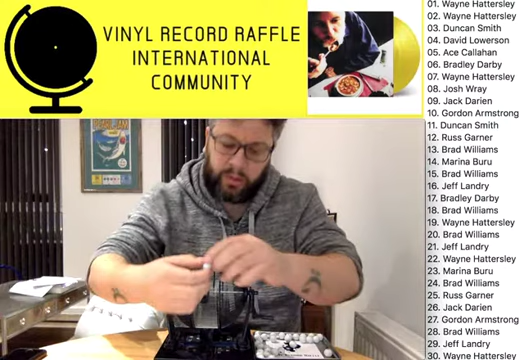 VINYL RECORD RAFFLE
INTERNATIONAL
COMMUNITY
01. Wayne Hattersley
02. Wayne Hattersley
03. Duncan Smith
04. David Lowerson
05. Ace Callahan
06. Bradley Darby
07. Wayne Hattersley
08. Josh Wray
09. Jack Darien
10. Gordon Armstrong
11. Duncan Smith
12. Russ Garner
13. Brad Williams
14. Marina Buru
15. Brad Williams
16. Jeff Landry
17. Bradley Darby
18. Brad Williams
19. Wayne Hattersley
20. Brad Williams
21. Jeff Landry
22. Wayne Hattersley
23. Marina Buru
24. Brad Williams
25. Russ Garner
26. Jack Darien
27. Gordon Armstrong
28. Brad Williams
29. Jeff Landry
30. Wayne Hattersley